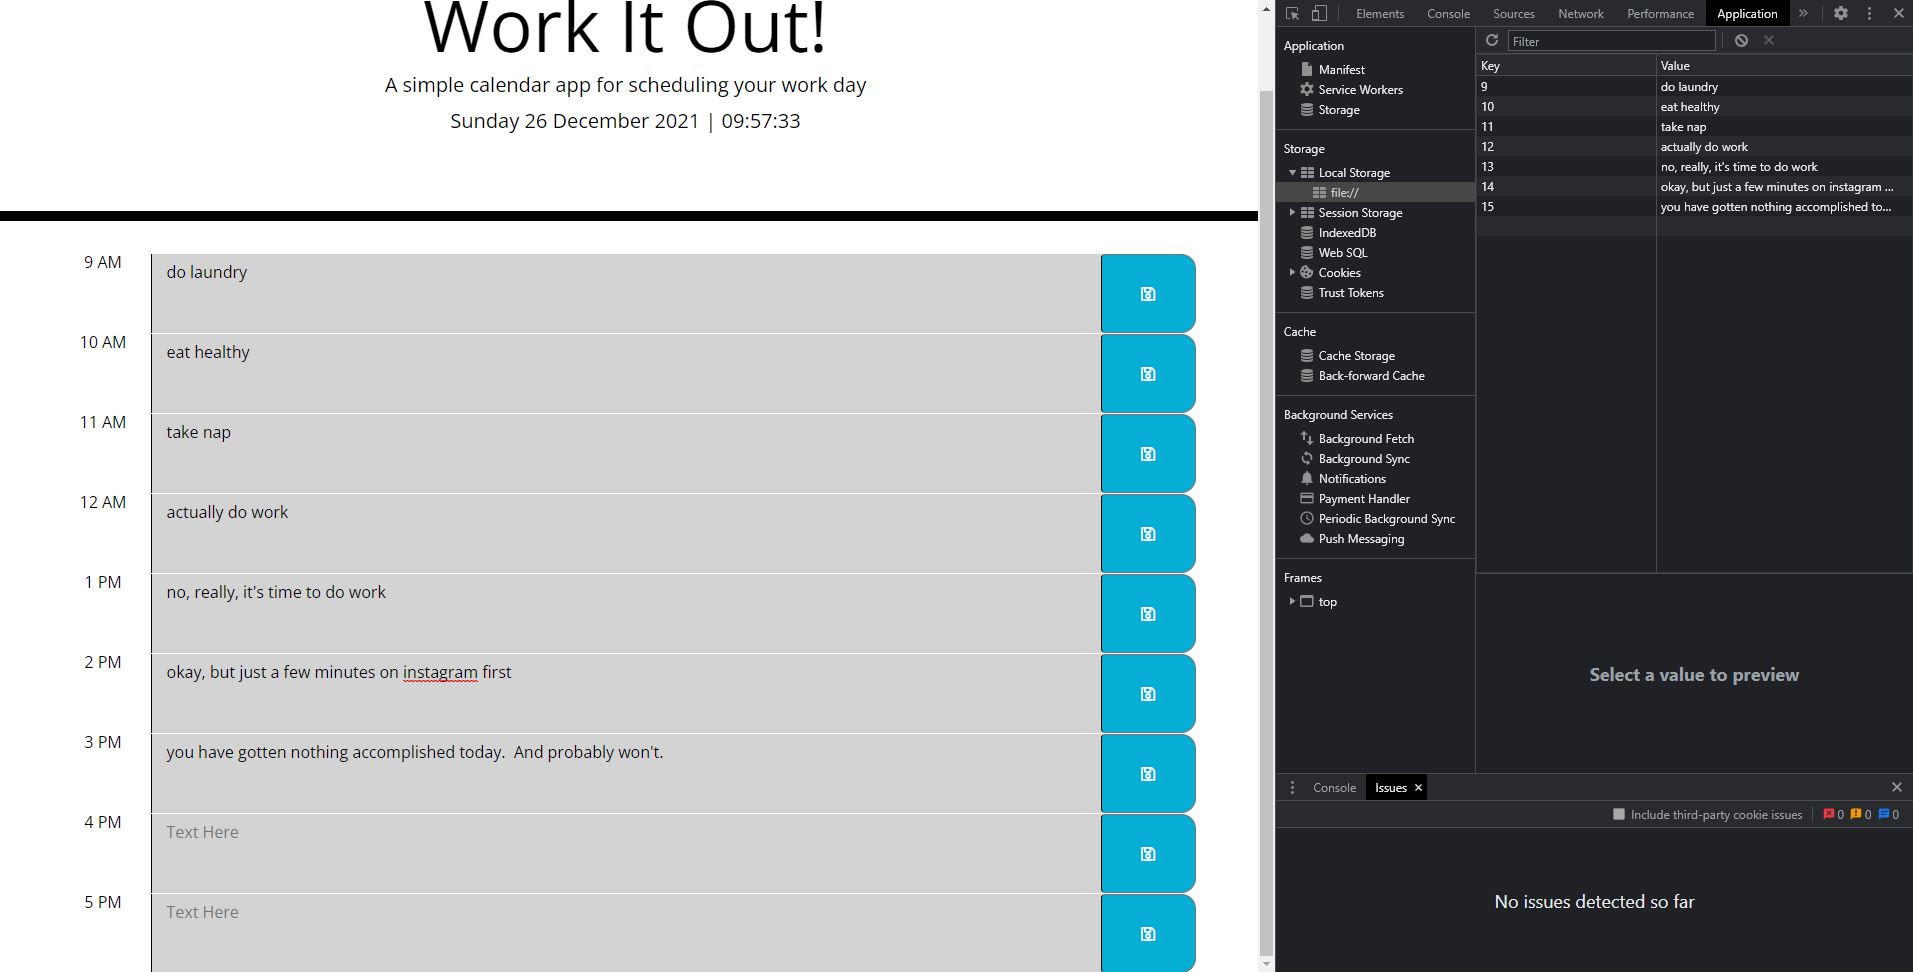 Work It Out!
A simple calendar app for scheduling your work day
Sunday 26 December 2021 | 09:57:33
9 AM
do laundry
10 AM
eat healthy
11 AM
take nap
12 AM
actually do work
1 PM
no, really, it's time to do work
2 PM
okay, but just a few minutes on instagram first
3 PM
you have gotten nothing accomplished today.  And probably won't.
4 PM
Text Here
5 PM
Text Here
Elements Console Sources Network Performance Application »
Application
Manifest
Service Workers
Storage
Storage
Local Storage
file://
Session Storage
IndexedDB
Web SQL
Cookies
Trust Tokens
Cache
Cache Storage
Back-forward Cache
Background Services
Background Fetch
Background Sync
Notifications
Payment Handler
Periodic Background Sync
Push Messaging
Frames
top
Filter
Key Value
9 do laundry
10 eat healthy
11 take nap
12 actually do work
13 no, really, it's time to do work
14 okay, but just a few minutes on instagram ...
15 you have gotten nothing accomplished to...
Select a value to preview
Console Issues
Include third-party cookie issues 0 0 0
No issues detected so far